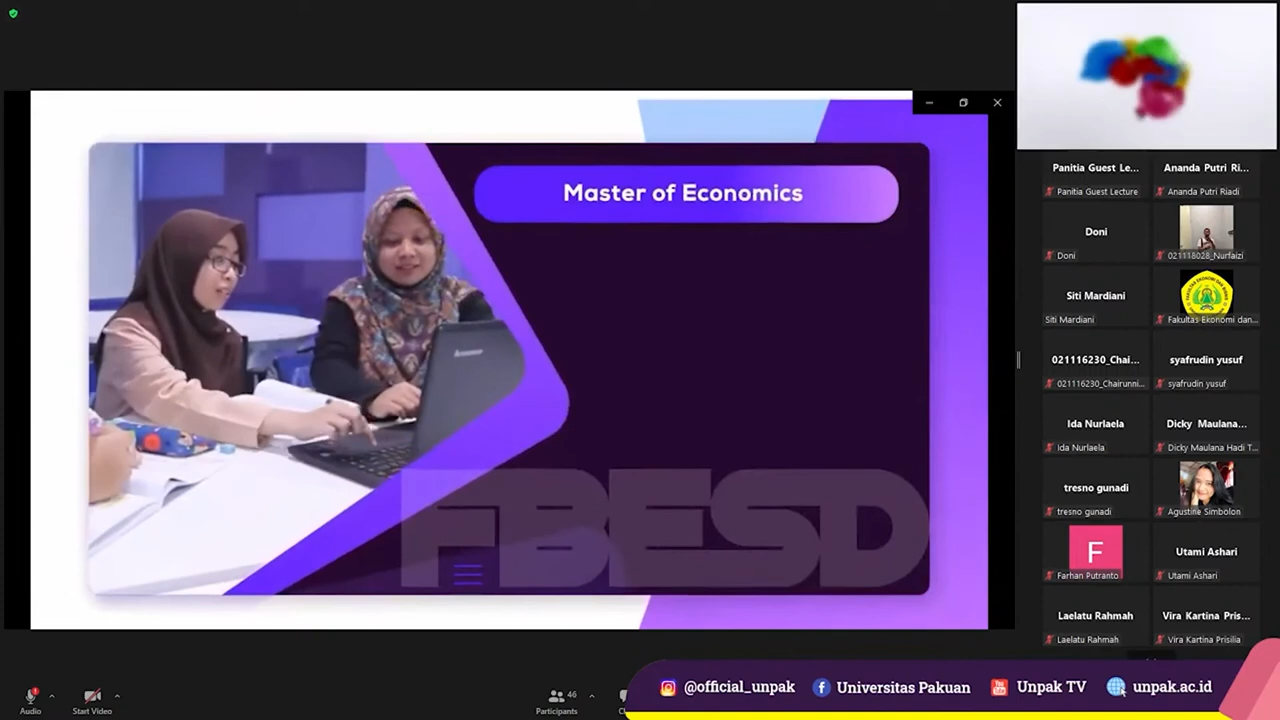 Master of Economics
FBESD
lenovo
Panitia Guest Le...
Panitia Guest Lecture
Ananda Putri Ri...
Ananda Putri Riadi
Doni
Doni
021118028_Nurfaizi
Siti Mardiani
Siti Mardiani
Fakultas Ekonomi dan...
021116230_Chai...
021116230_Chairunni...
syafrudin yusuf
syafrudin yusuf
Ida Nurlaela
Ida Nurlaela
Dicky Maulana...
Dicky Maulana Hadi T...
tresno gunadi
tresno gunadi
Agustine Simbolon
F
Farhan Putranto
Utami Ashari
Utami Ashari
Laelatu Rahmah
Laelatu Rahmah
Vira Kartina Pris...
Vira Kartina Prisilia
Audio
Start Video
46
Participants
@official_unpak
Universitas Pakuan
You Tube
Unpak TV
unpak.ac.id